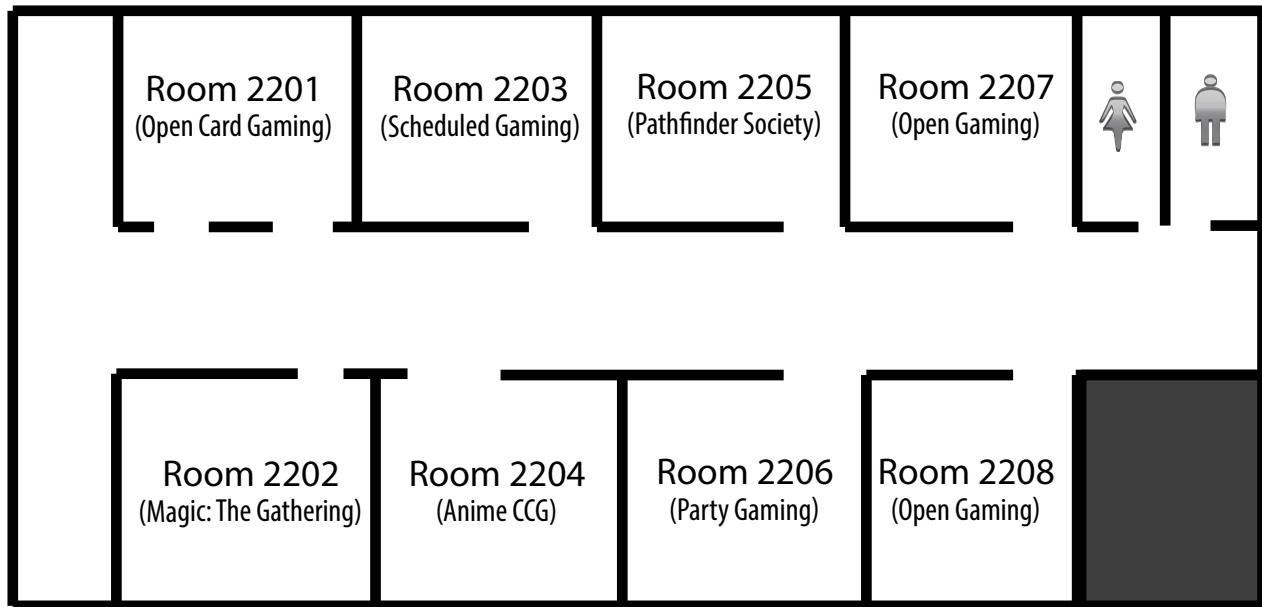 Room 2201
(Open Card Gaming)
Room 2203
(Scheduled Gaming)
Room 2205
(Pathfinder Society)
Room 2207
(Open Gaming)
Room 2202
(Magic: The Gathering)
Room 2204
(Anime CCG)
Room 2206
(Party Gaming)
Room 2208
(Open Gaming)